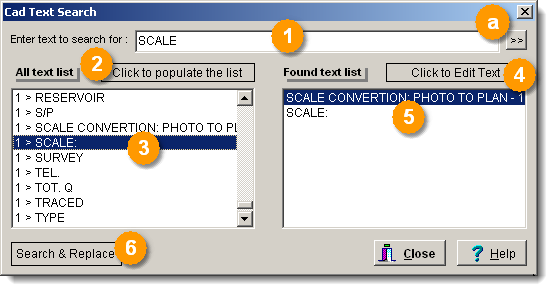 Cad Text Search
a
Enter text to search for : SCALE 1 >>
All text list 2 Click to populate the list Found text list Click to Edit Text 4
1 > RESERVOIR
1 > S/P
1 > SCALE CONVERTION: PHOTO TO PL
1 > SCALE:
1 > SURVEY
1 > TEL.
1 > TOT. Q
1 > TRACED
1 > TYPE
3
SCALE CONVERTION: PHOTO TO PLAN - 1
SCALE:
5
Search & Replace 6 Close ? Help